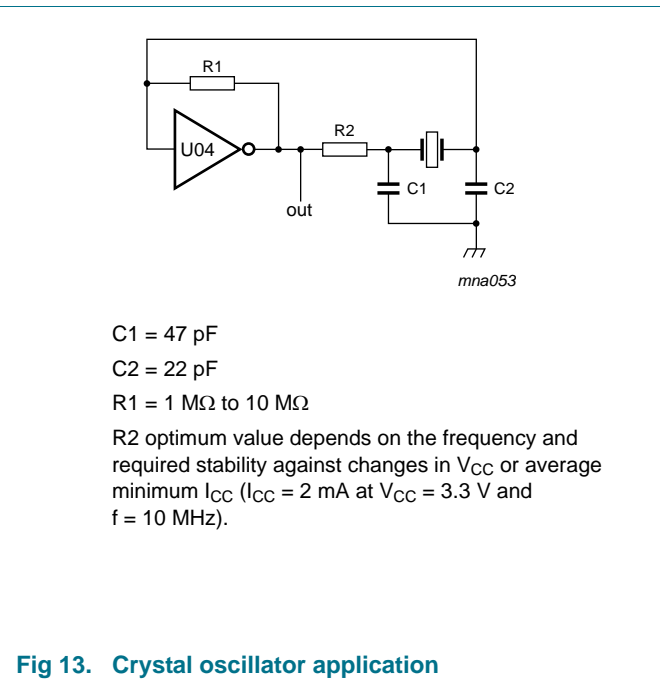 R1
U04
R2
out
C1
C2
mna053
C1 = 47 pF
C2 = 22 pF
R1 = 1 MΩ to 10 MΩ
R2 optimum value depends on the frequency and
required stability against changes in VCC or average
minimum ICC (ICC = 2 mA at VCC = 3.3 V and
f = 10 MHz).
Fig 13. Crystal oscillator application